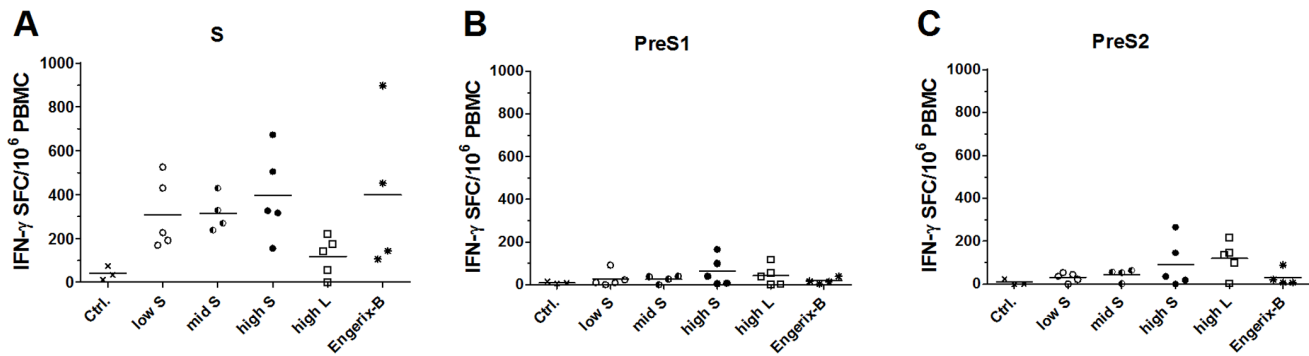 A
S
IFN-γ SFC/10⁶ PBMC
1000
800
600
400
200
0
Ctrl.
low S
mid S
high S
high L
Engerix-B
B
PreS1
IFN-γ SFC/10⁶ PBMC
1000
800
600
400
200
0
Ctrl.
low S
mid S
high S
high L
Engerix-B
C
PreS2
IFN-γ SFC/10⁶ PBMC
1000
800
600
400
200
0
Ctrl.
low S
mid S
high S
high L
Engerix-B